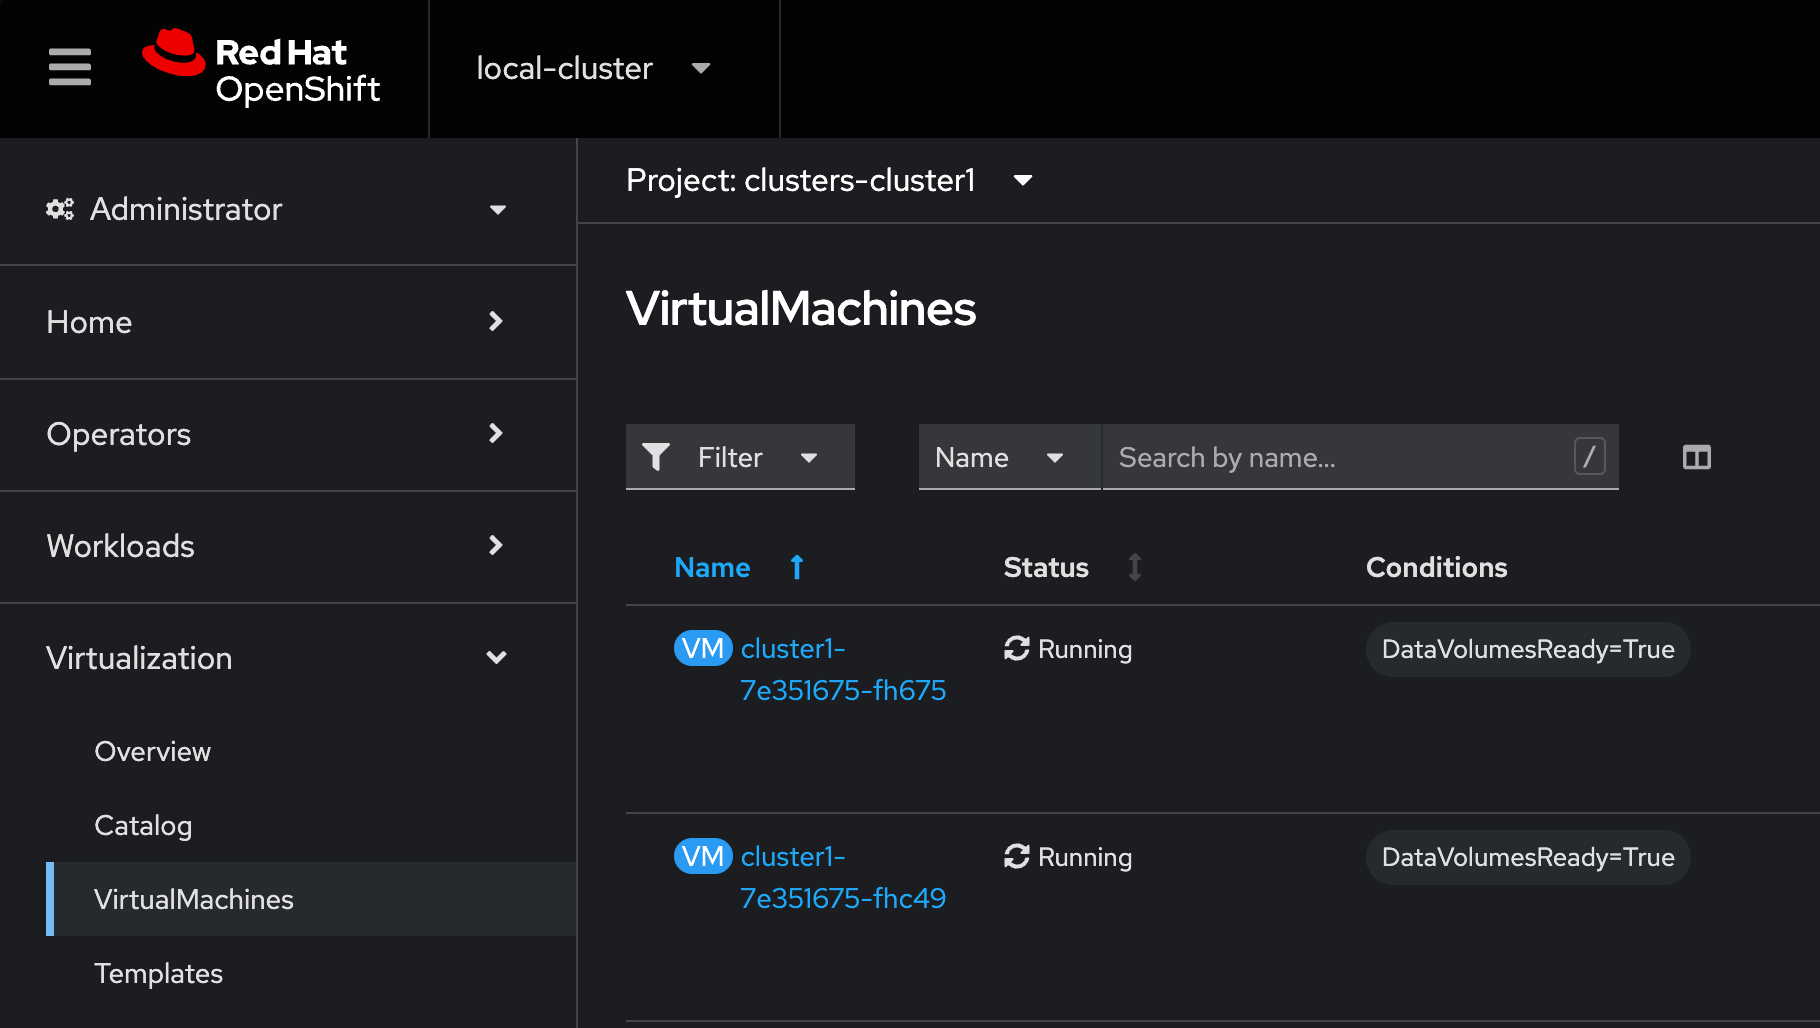 Red Hat
OpenShift
local-cluster
Administrator
Home
Operators
Workloads
Virtualization
Overview
Catalog
VirtualMachines
Templates
Project: clusters-cluster1
VirtualMachines
Filter
Name
Search by name...
/
Name
Status
Conditions
VM cluster1-
7e351675-fh675
Running
DataVolumesReady=True
VM cluster1-
7e351675-fhc49
Running
DataVolumesReady=True